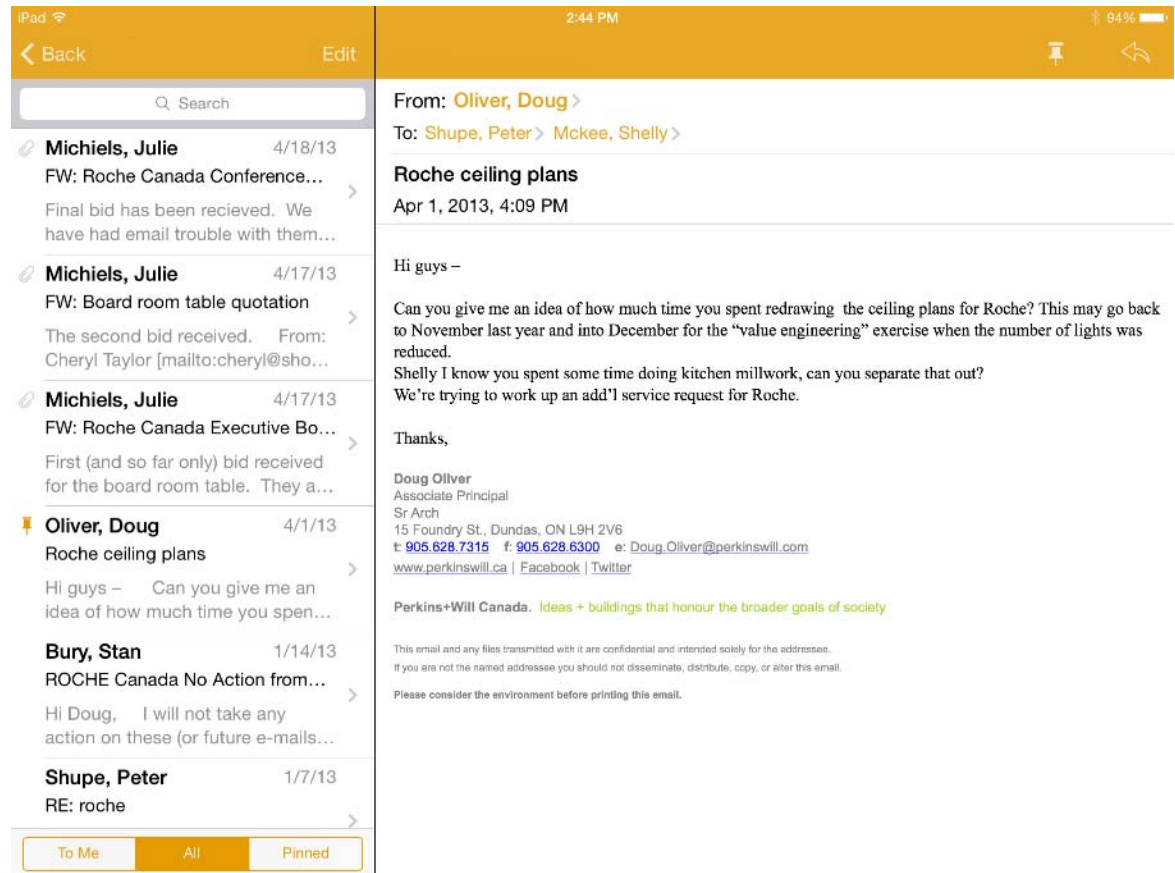 iPad 2:44 PM 94%
Back Edit
Search
Michiels, Julie 4/18/13
FW: Roche Canada Conference...
Final bid has been recieved. We
have had email trouble with them...
Michiels, Julie 4/17/13
FW: Board room table quotation
The second bid received. From:
Cheryl Taylor [mailto:cheryl@sho...
Michiels, Julie 4/17/13
FW: Roche Canada Executive Bo...
First (and so far only) bid received
for the board room table. They a...
Oliver, Doug 4/1/13
Roche ceiling plans
Hi guys – Can you give me an
idea of how much time you spen...
Bury, Stan 1/14/13
ROCHE Canada No Action from...
Hi Doug, I will not take any
action on these (or future e-mails...
Shupe, Peter 1/7/13
RE: roche
To Me All Pinned
From: Oliver, Doug
To: Shupe, Peter Mckee, Shelly
Roche ceiling plans
Apr 1, 2013, 4:09 PM
Hi guys –
Can you give me an idea of how much time you spent redrawing the ceiling plans for Roche? This may go back
to November last year and into December for the “value engineering” exercise when the number of lights was
reduced.
Shelly I know you spent some time doing kitchen millwork, can you separate that out?
We’re trying to work up an add’l service request for Roche.
Thanks,
Doug Oliver
Associate Principal
Sr Arch
15 Foundry St., Dundas, ON L9H 2V6
t: 905.628.7315 f: 905.628.6300 e: Doug.Oliver@perkinswill.com
www.perkinswill.ca | Facebook | Twitter
Perkins+Will Canada. Ideas + buildings that honour the broader goals of society
This email and any files transmitted with it are confidential and intended solely for the addressee.
If you are not the named addressee you should not disseminate, distribute, copy, or alter this email.
Please consider the environment before printing this email.